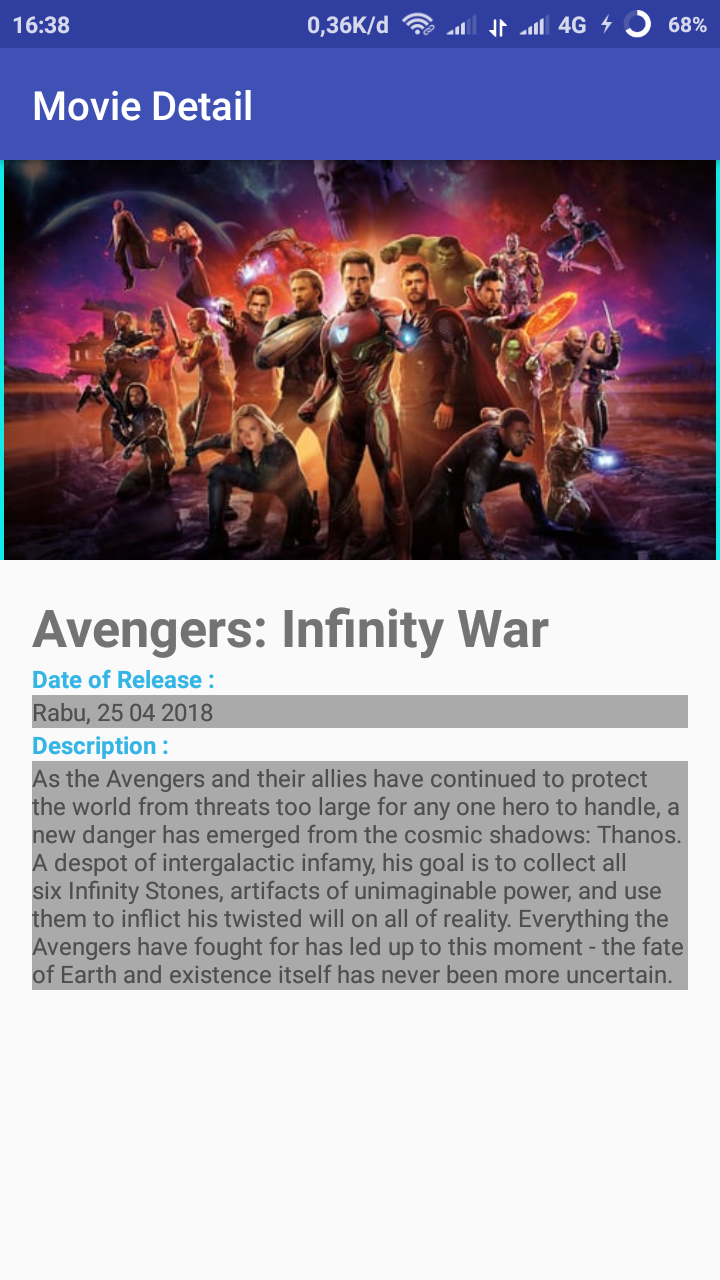 16:38 0,36K/d 4G 68%
Movie Detail
Avengers: Infinity War
Date of Release :
Rabu, 25 04 2018
Description :
As the Avengers and their allies have continued to protect
the world from threats too large for any one hero to handle, a
new danger has emerged from the cosmic shadows: Thanos.
A despot of intergalactic infamy, his goal is to collect all
six Infinity Stones, artifacts of unimaginable power, and use
them to inflict his twisted will on all of reality. Everything the
Avengers have fought for has led up to this moment - the fate
of Earth and existence itself has never been more uncertain.